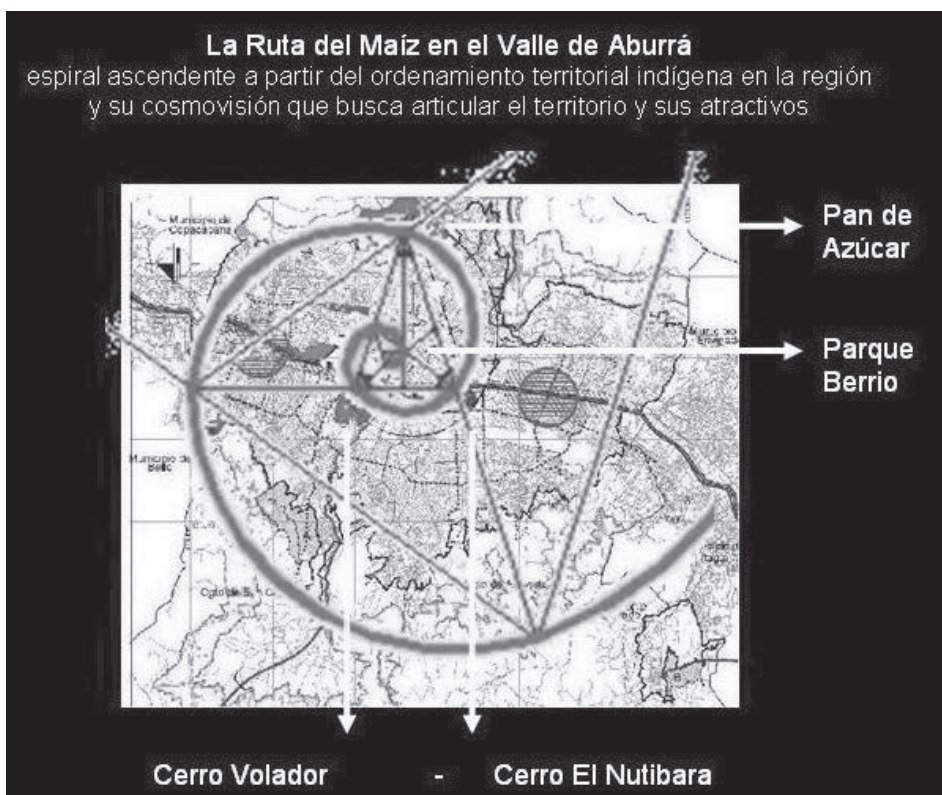 La Ruta del Maíz en el Valle de Aburrá
espiral ascendente a partir del ordenamiento territorial indígena en la región
y su cosmovisión que busca articular el territorio y sus atractivos
Municipio de
Copacabana
Pan de
Azúcar
Municipio
Parque
Berrio
Municipio de
Bello
Cerro Volador - Cerro El Nutibara